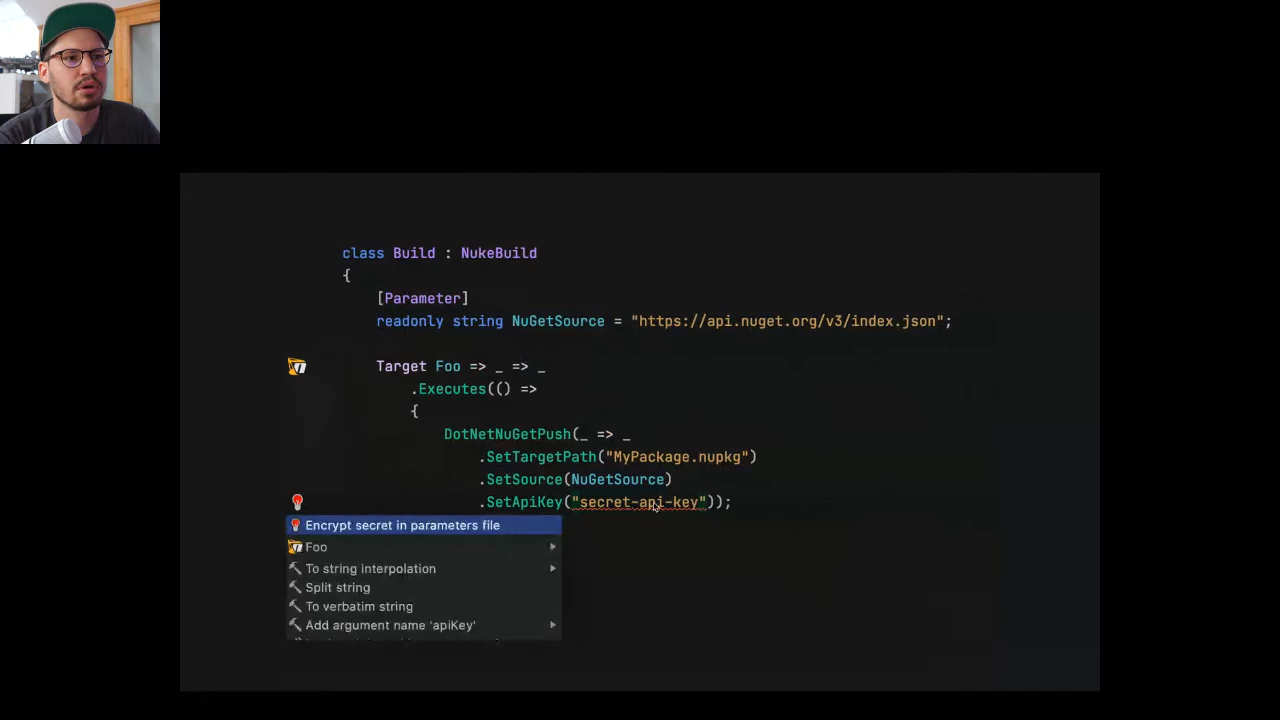 class Build : NukeBuild
{
[Parameter]
readonly string NuGetSource = "https://api.nuget.org/v3/index.json";
Target Foo => _ => _
.Executes(() =>
{
DotNetNuGetPush(_ => _
.SetTargetPath("MyPackage.nupkg")
.SetSource(NuGetSource)
.SetApiKey("secret-api-key"));
Encrypt secret in parameters file
Foo
To string interpolation
Split string
To verbatim string
Add argument name 'apiKey'